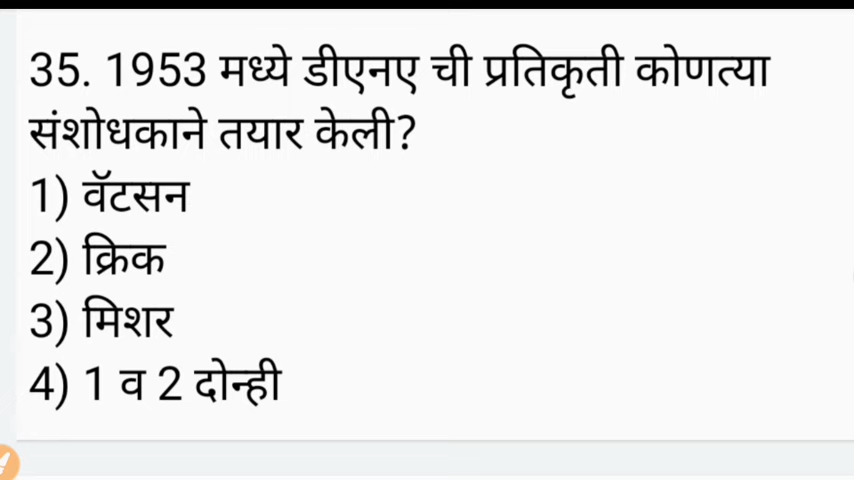 35. 1953 मध्ये डीएनए ची प्रतिकृती कोणत्या
संशोधकाने तयार केली?
1) वॅटसन
2) क्रिक
3) मिशर
4) 1 व 2 दोन्ही